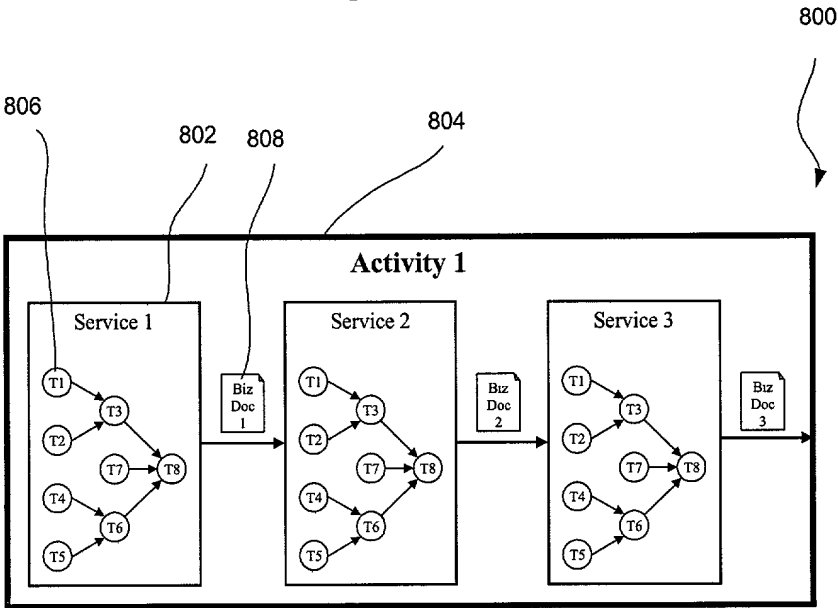 800
806
802
808
804
Activity 1
Service 1
T1
T2
T3
T7
T8
T4
T6
T5
Biz
Doc
1
Service 2
T1
T2
T3
T7
T8
T4
T6
T5
Biz
Doc
2
Service 3
T1
T2
T3
T7
T8
T4
T6
T5
Biz
Doc
3